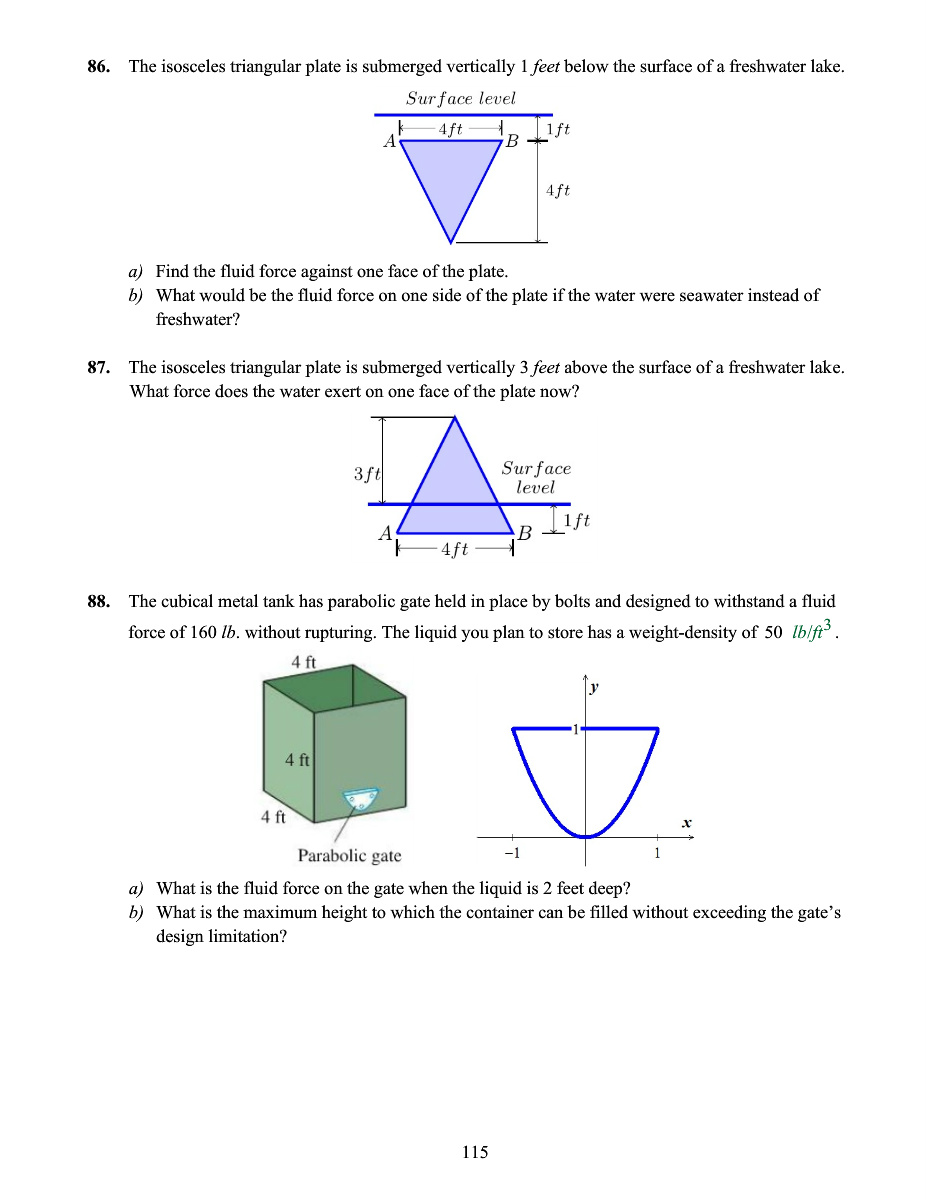 86. The isosceles triangular plate is submerged vertically 1 feet below the surface of a freshwater lake.
Surface level
4ft
1ft
A
B
4ft
a) Find the fluid force against one face of the plate.
b) What would be the fluid force on one side of the plate if the water were seawater instead of
freshwater?
87. The isosceles triangular plate is submerged vertically 3 feet above the surface of a freshwater lake.
What force does the water exert on one face of the plate now?
3ft
Surface
level
1ft
A
B
4ft
88. The cubical metal tank has parabolic gate held in place by bolts and designed to withstand a fluid
force of 160 lb. without rupturing. The liquid you plan to store has a weight-density of 50 lb/ft³.
4 ft
4 ft
4 ft
Parabolic gate
y
1
x
−1
1
a) What is the fluid force on the gate when the liquid is 2 feet deep?
b) What is the maximum height to which the container can be filled without exceeding the gate’s
design limitation?
115